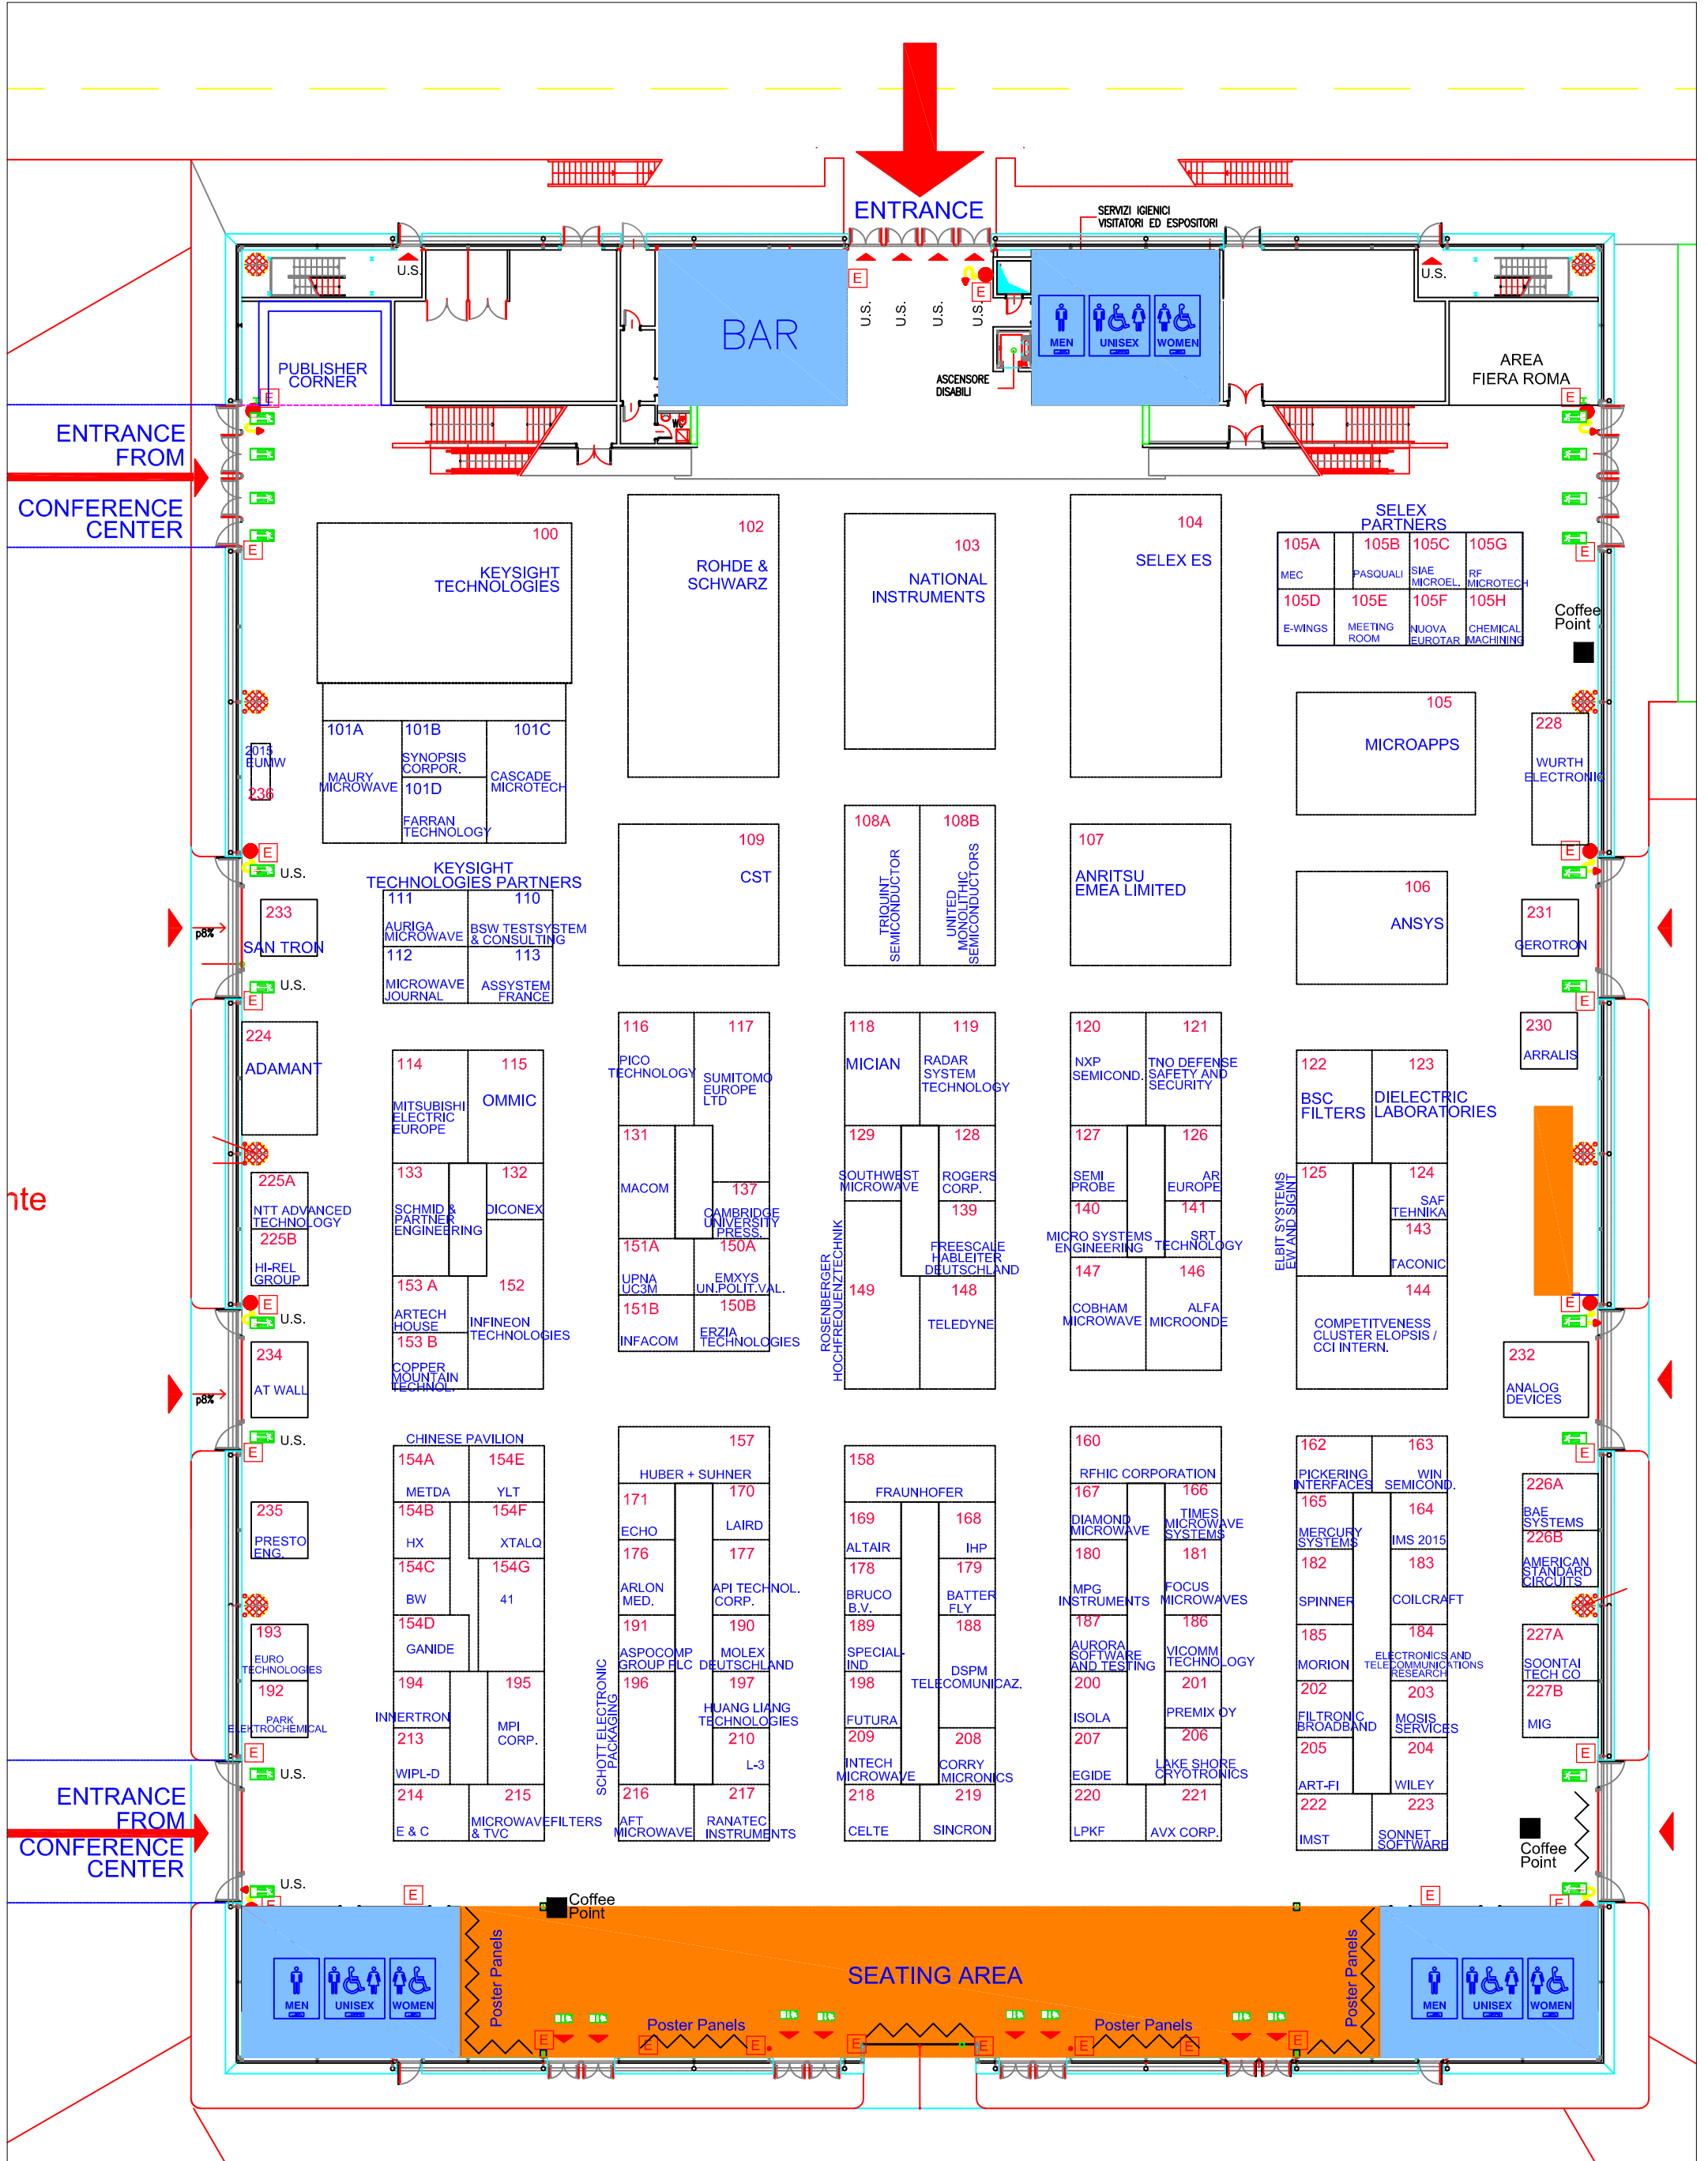 ENTRANCE
SERVIZI IGIENICI
VISITATORI ED ESPOSITORI
U.S.
U.S.
E
E
U.S.
U.S.
U.S.
U.S.
BAR
MEN
UNISEX
WOMEN
PUBLISHER
CORNER
ASCENSORE
DISABILI
AREA
FIERA ROMA
E
E
WC
ENTRANCE
FROM
CONFERENCE
CENTER
E
E
100
KEYSIGHT
TECHNOLOGIES
102
ROHDE &
SCHWARZ
103
NATIONAL
INSTRUMENTS
104
SELEX ES
SELEX
PARTNERS
105A
MEC
105B
PASQUALI
105C
SIAE
MICROEL.
105G
RF
MICROTECH
105D
E-WINGS
105E
MEETING
ROOM
105F
NUOVA
EUROTAR
105H
CHEMICAL
MACHINING
Coffee
Point
2015
EUMW
236
101A
MAURY
MICROWAVE
101B
SYNOPSIS
CORPOR.
101C
CASCADE
MICROTECH
101D
FARRAN
TECHNOLOGY
105
MICROAPPS
228
WURTH
ELECTRONIC
E
U.S.
KEYSIGHT
TECHNOLOGIES PARTNERS
109
CST
108A
TRIQUINT
SEMICONDUCTOR
108B
UNITED
MONOLITHIC
SEMICONDUCTORS
107
ANRITSU
EMEA LIMITED
106
ANSYS
E
233
SAN TRON
p8%
111
AURIGA
MICROWAVE
110
BSW TESTSYSTEM
& CONSULTING
112
MICROWAVE
JOURNAL
113
ASSYSTEM
FRANCE
231
GEROTRON
U.S.
E
E
224
ADAMANT
114
MITSUBISHI
ELECTRIC
EUROPE
115
OMMIC
116
PICO
TECHNOLOGY
117
SUMITOMO
EUROPE
LTD
118
MICIAN
119
RADAR
SYSTEM
TECHNOLOGY
120
NXP
SEMICOND.
121
TNO DEFENSE
SAFETY AND
SECURITY
122
BSC
FILTERS
123
DIELECTRIC
LABORATORIES
230
ARRALIS
nte
225A
NTT ADVANCED
TECHNOLOGY
225B
HI-REL
GROUP
133
SCHMID &
PARTNER
ENGINEERING
132
DICONEX
131
MACOM
137
CAMBRIDGE
UNIVERSITY
PRESS.
129
SOUTHWEST
MICROWAVE
128
ROGERS
CORP.
139
FREESCALE
HABLEITER
DEUTSCHLAND
127
SEMI
PROBE
126
AR
EUROPE
140
MICRO SYSTEMS
ENGINEERING
141
SRT
TECHNOLOGY
ELBIT SYSTEMS
EW AND SIGINT
125
124
SAF
TEHNIKA
143
TACONIC
E
U.S.
153 A
ARTECH
HOUSE
153 B
COPPER
MOUNTAIN
TECHNOL.
152
INFINEON
TECHNOLOGIES
151A
UPNA
UC3M
150A
EMXYS
UN.POLIT.VAL.
151B
INFACOM
150B
ERZIA
TECHNOLOGIES
ROSENBERGER
HOCHFREQUENZTECHNIK
149
148
TELEDYNE
147
COBHAM
MICROWAVE
146
ALFA
MICROONDE
144
COMPETITVENESS
CLUSTER ELOPSIS /
CCI INTERN.
E
234
AT WALL
p8%
232
ANALOG
DEVICES
U.S.
E
E
CHINESE PAVILION
154A
METDA
154E
YLT
154B
HX
154F
XTALQ
154C
BW
154G
41
154D
GANIDE
157
HUBER + SUHNER
171
ECHO
170
LAIRD
176
ARLON
MED.
177
API TECHNOL.
CORP.
158
FRAUNHOFER
169
ALTAIR
168
IHP
178
BRUCO
B.V.
179
BATTER
FLY
160
RFHIC CORPORATION
167
DIAMOND
MICROWAVE
166
TIMES
MICROWAVE
SYSTEMS
180
MPG
INSTRUMENTS
181
FOCUS
MICROWAVES
162
PICKERING
INTERFACES
163
WIN
SEMICOND.
165
MERCURY
SYSTEMS
164
IMS 2015
182
SPINNER
183
COILCRAFT
226A
BAE
SYSTEMS
226B
AMERICAN
STANDARD
CIRCUITS
235
PRESTO
ENG.
193
EURO
TECHNOLOGIES
192
PARK
ELEKTROCHEMICAL
194
INNERTRON
195
MPI
CORP.
213
WIPL-D
214
E & C
215
MICROWAVEFILTERS
& TVC
SCHOTT ELECTRONIC
PACKAGING
191
ASPOCOMP
GROUP PLC
190
MOLEX
DEUTSCHLAND
196
197
HUANG LIANG
TECHNOLOGIES
210
L-3
216
AFT
MICROWAVE
217
RANATEC
INSTRUMENTS
189
SPECIAL-
IND
188
DSPM
TELECOMUNICAZ.
198
FUTURA
209
INTECH
MICROWAVE
208
CORRY
MICRONICS
218
CELTE
219
SINCRON
187
AURORA
SOFTWARE
AND TESTING
186
VICOMM
TECHNOLOGY
200
ISOLA
201
PREMIX OY
207
EGIDE
206
LAKE SHORE
CRYOTRONICS
220
LPKF
221
AVX CORP.
185
MORION
184
ELECTRONICS AND
TELECOMMUNICATIONS
RESEARCH
202
FILTRONIC
BROADBAND
203
MOSIS
SERVICES
205
ART-FI
204
WILEY
222
IMST
223
SONNET
SOFTWARE
227A
SOONTAI
TECH CO
227B
MIG
E
E
U.S.
ENTRANCE
FROM
CONFERENCE
CENTER
Coffee
Point
U.S.
E
E
E
E
Coffee
Point
MEN
UNISEX
WOMEN
Poster Panels
SEATING AREA
Poster Panels
MEN
UNISEX
WOMEN
Poster Panels
Poster Panels
E
E
E
E
E
E
E
E